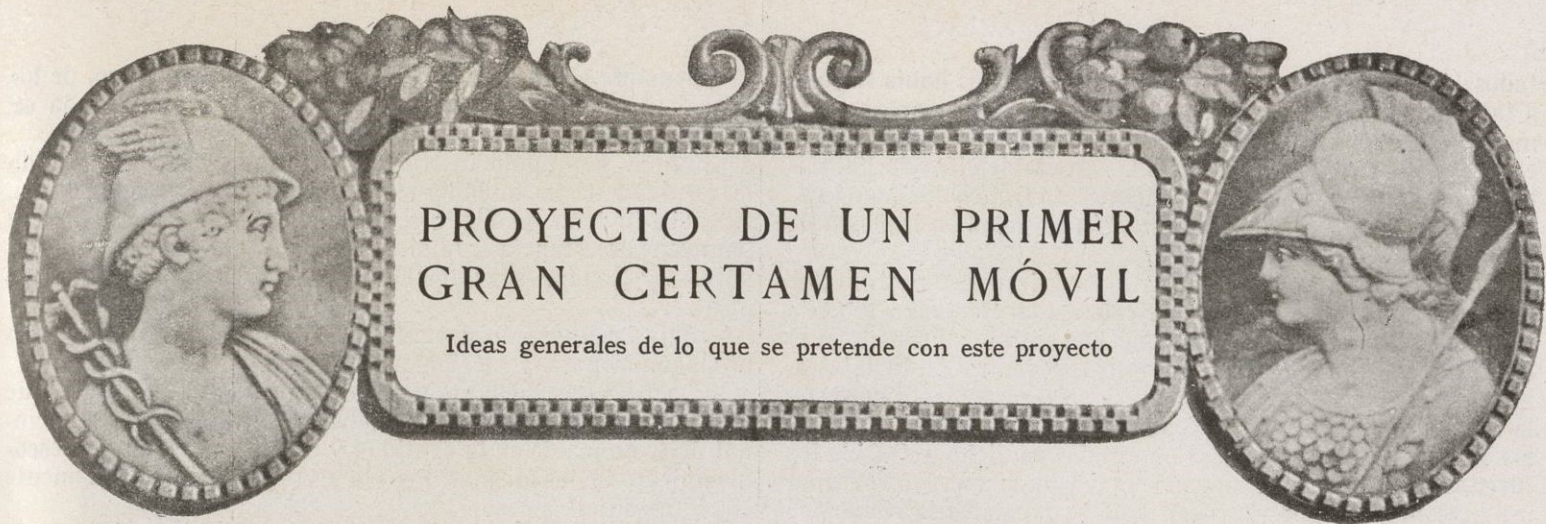 PROYECTO DE UN PRIMER
GRAN CERTAMEN MÓVIL
Ideas generales de lo que se pretende con este proyecto